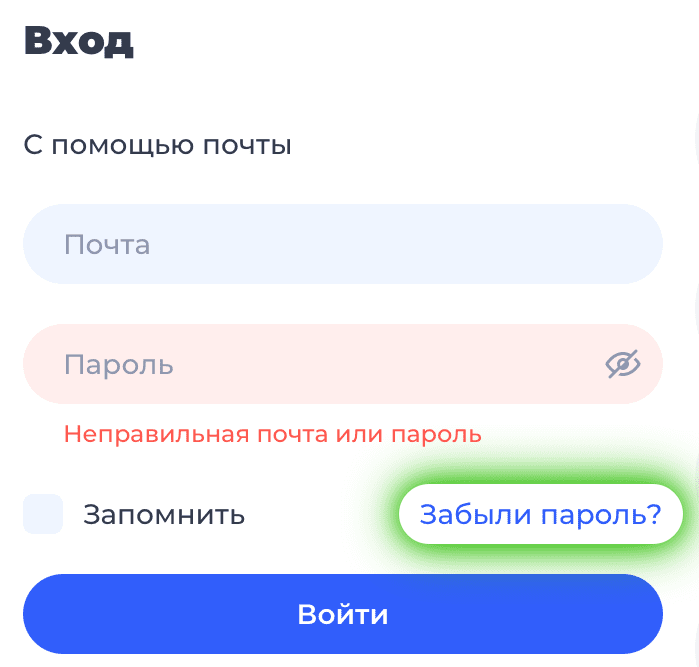 Вход
С помощью почты
Почта
Пароль
Неправильная почта или пароль
Запомнить
Забыли пароль?
Войти